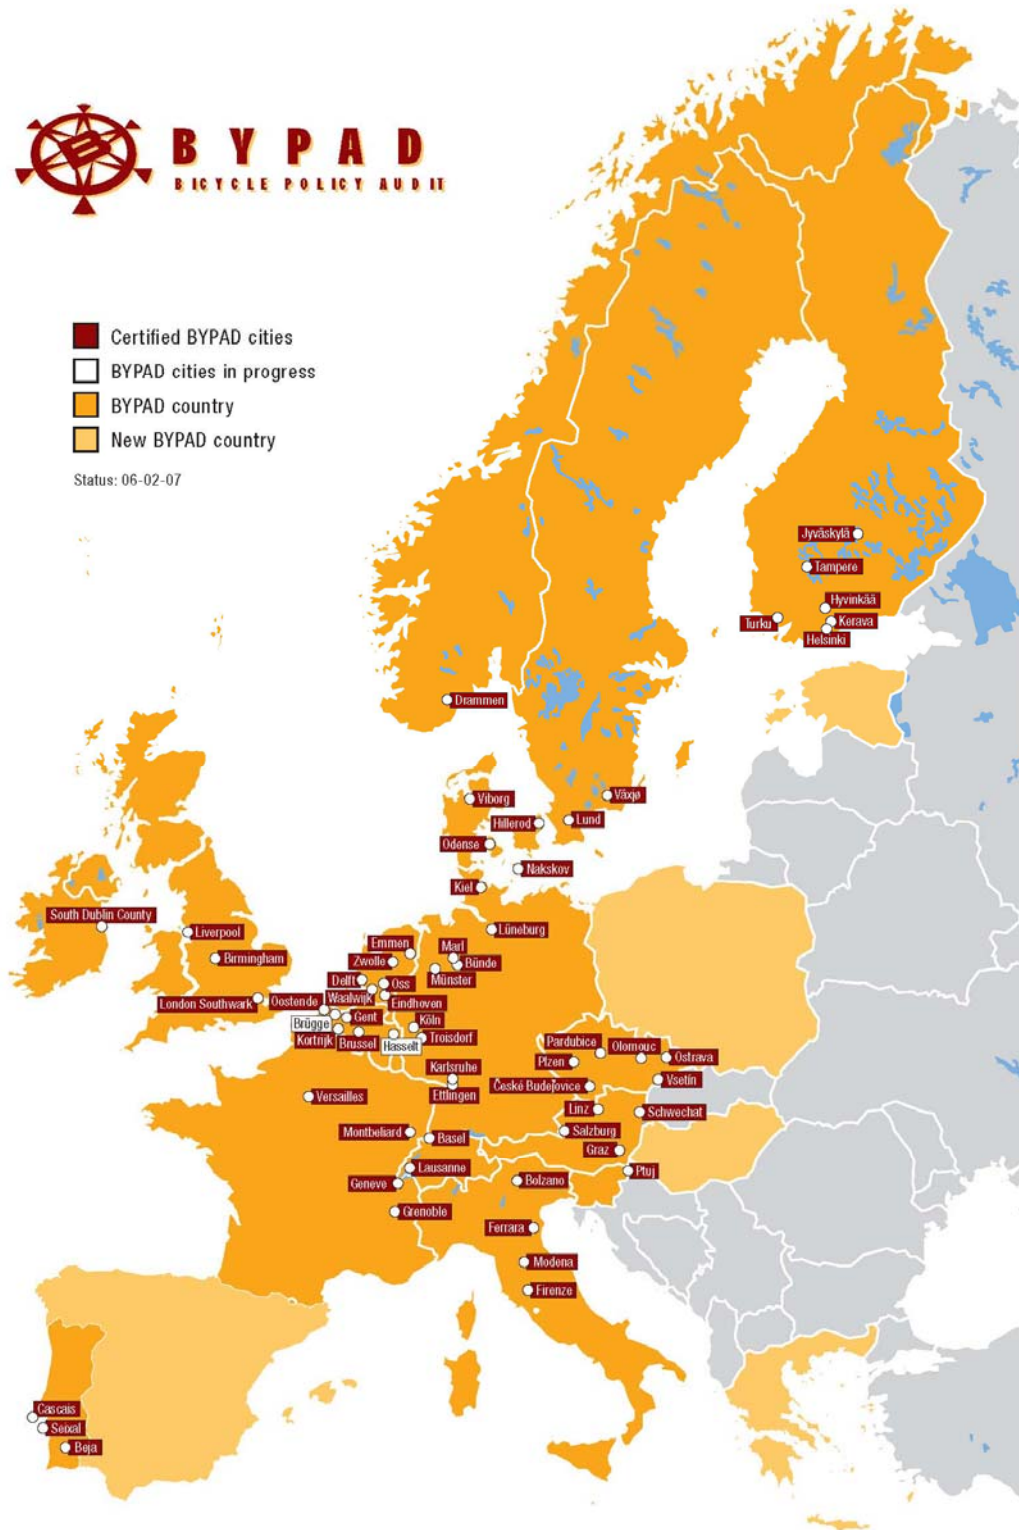 BYPAD
BICYCLE POLICY AUDIT
Certified BYPAD cities
BYPAD cities in progress
BYPAD country
New BYPAD country
Status: 06-02-07
Jyväskylä
Tampere
Hyvinkää
Turku
Kerava
Helsinki
Drammen
Viborg
Växjø
Hillerod
Lund
Odense
Nakskov
Kiel
South Dublin County
Liverpool
Lüneburg
Emmen
Marl
Birmingham
Zwolle
Bünde
Münster
Delft
Oss
London Southwark
Oostende
Waalwijk
Eindhoven
Brügge
Gent
Köln
Kortrijk
Brussel
Hasselt
Troisdorf
Pardubice
Olomouc
Plzen
Ostrava
Karlsruhe
Vsetín
Ettlingen
České Budejovice
Versailles
Linz
Schwechat
Montbeliard
Basel
Salzburg
Graz
Lausanne
Ptuj
Geneve
Bolzano
Grenoble
Ferrara
Modena
Firenze
Cascais
Seixal
Beja